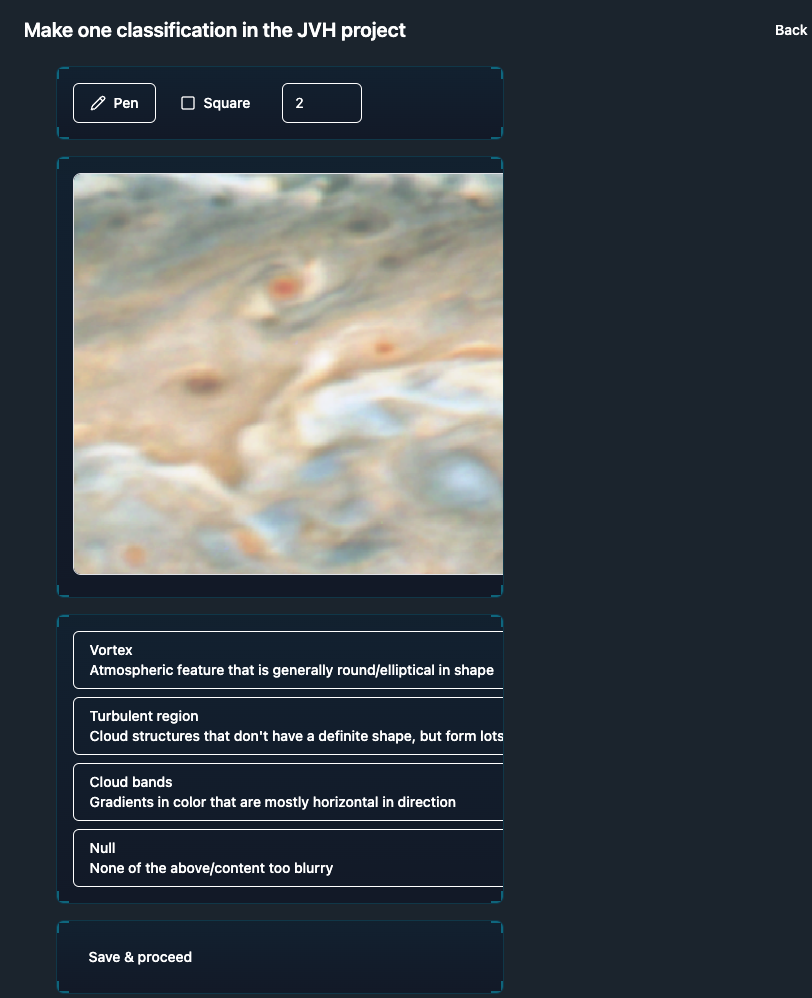 Make one classification in the JVH project
Back
Pen
Square
2
Vortex
Atmospheric feature that is generally round/elliptical in shape
Turbulent region
Cloud structures that don't have a definite shape, but form lots
Cloud bands
Gradients in color that are mostly horizontal in direction
Null
None of the above/content too blurry
Save & proceed